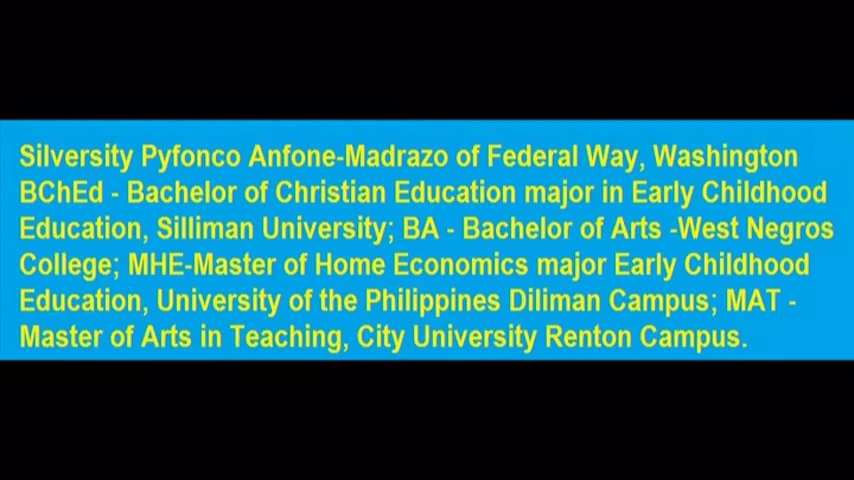 Silversity Pyfonco Anfone-Madrazo of Federal Way, Washington
BChEd - Bachelor of Christian Education major in Early Childhood
Education, Silliman University; BA - Bachelor of Arts -West Negros
College; MHE-Master of Home Economics major Early Childhood
Education, University of the Philippines Diliman Campus; MAT -
Master of Arts in Teaching, City University Renton Campus.